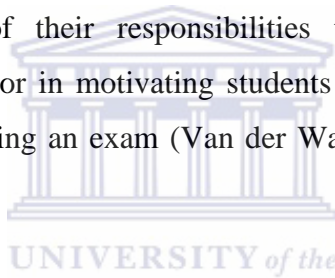 of their responsibilities
or in motivating students
ing an exam (Van der Wa
UNIVERSITY of the